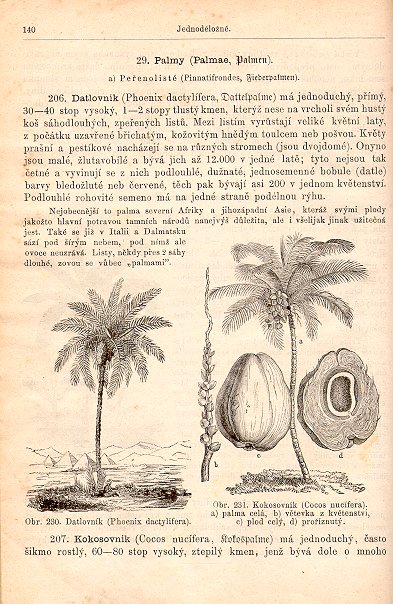 140
Jednoděložné.
29. Palmy (Palmae, Palmen).
a) Peřenolisté (Pinnatifrondes, Fiederpalmen).
206. Datlovník (Phoenix dactylifera, Dattelpalme) má jednoduchý, přímý,
30—40 stop vysoký, 1—2 stopy tlustý kmen, kterýž nese na vrcholi svém hustý
koš sáhodlouhých, zpeřených listů. Mezi listím vyrůstají veliké květní laty,
z počátku uzavřené břichatým, kožovitým hnědým toulcem neb pošvou. Květy
prašní a pestíkové nacházejí se na různých stromech (jsou dvojdomé). Onyno
jsou malé, žlutavobílé a bývá jich až 12.000 v jedné latě; tyto nejsou tak
četné a vyvinují se z nich podlouhlé, dužnaté, jednosemenné bobule (datle)
barvy bledožluté neb červené, těch pak bývají asi 200 v jednom květenství.
Podlouhlé rohovité semeno má na jedné straně podélnou rýhu.
Nejobecnější to palma severní Afriky a jihozápadní Asie, kteráž svými plody
jakožto hlavní potravou tamních národů nanejvýš důležita, ale i všelijak jinak užitečná
jest. Také se již v Italii a Dalmatsku
sází pod šírým nebem, pod nímž ale
ovoce neuzrává. Listy, někdy přes 2 sáhy
dlouhé, zovou se vůbec „palmami“.
a
b
c
d
Obr. 230. Datlovník (Phoenix dactylifera).
Obr. 231. Kokosovník (Cocos nucifera).
a) palma celá, b) větevka z květenství,
c) plod celý, d) proříznutý.
207. Kokosovník (Cocos nucifera, Kokospalme) má jednoduchý, často
šikmo rostlý, 60—80 stop vysoký, ztepilý kmen, jenž bývá dole o mnoho